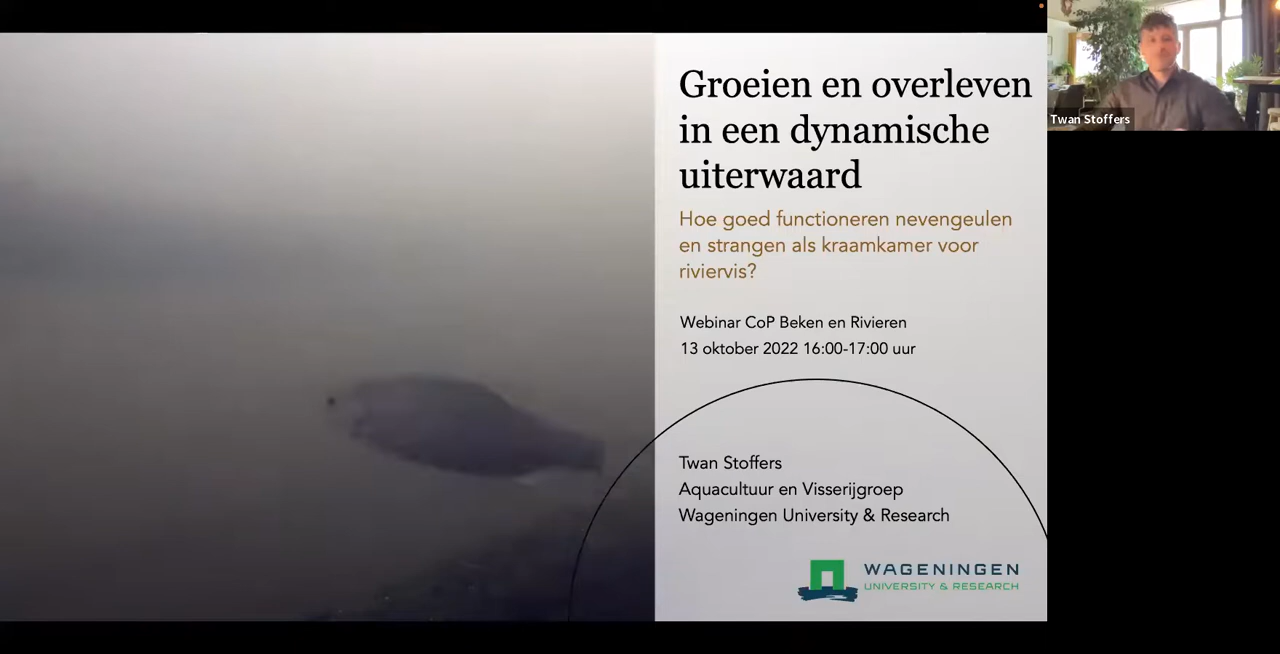 Groeien en overleven
in een dynamische
uiterwaard
Hoe goed functioneren nevengeulen
en strangen als kraamkamer voor
riviervis?
Webinar CoP Beken en Rivieren
13 oktober 2022 16:00-17:00 uur
Twan Stoffers
Aquacultuur en Visserijgroep
Wageningen University & Research
WAGENINGEN
UNIVERSITY & RESEARCH
Twan Stoffers